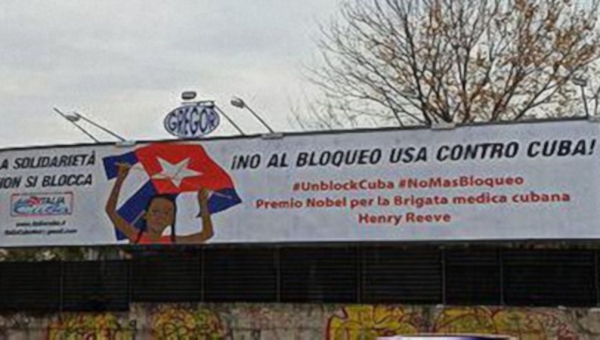 GREGOR
A SOLIDARIETÀ
NON SI BLOCCA
ITALIA
¡NO AL BLOQUEO USA CONTRO CUBA!
#UnblockCuba #NoMasBloqueo
Premio Nobel per la Brigata medica cubana
Henry Reeve